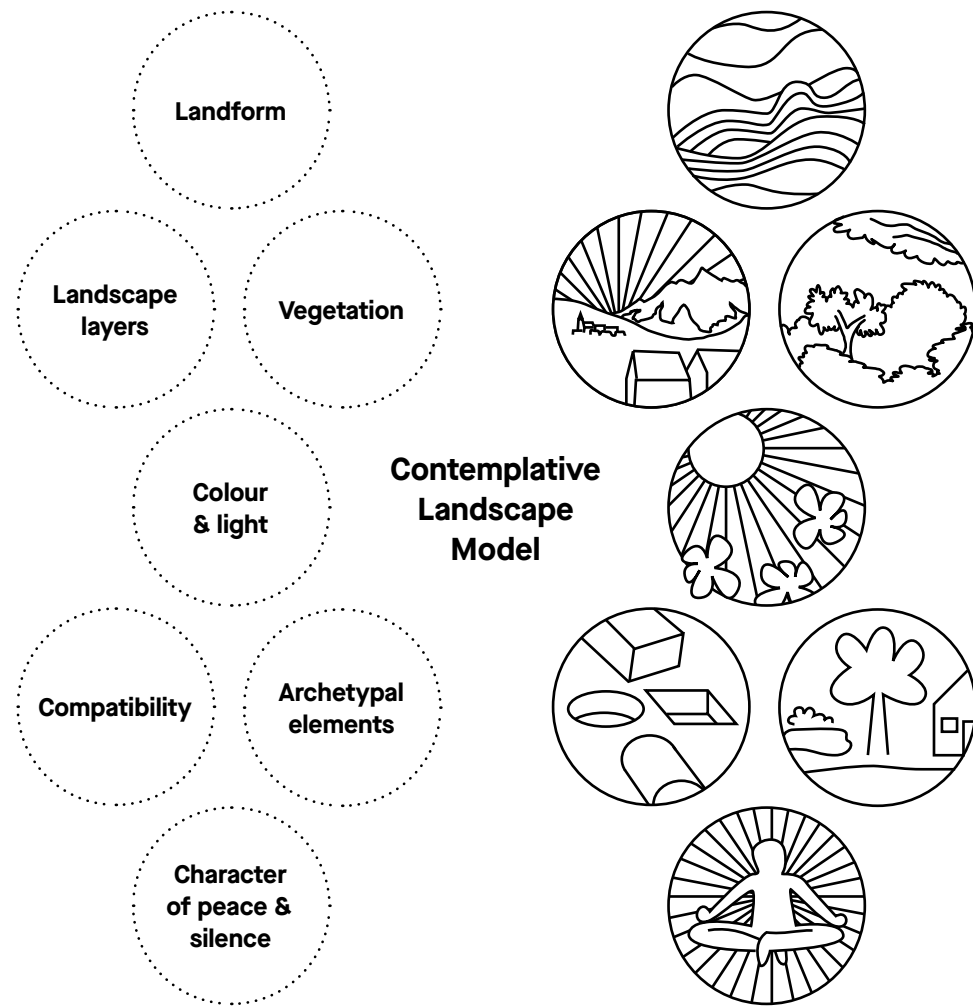 Landform
Landscape
layers
Vegetation
Colour
& light
Contemplative
Landscape
Model
Compatibility
Archetypal
elements
Character
of peace &
silence